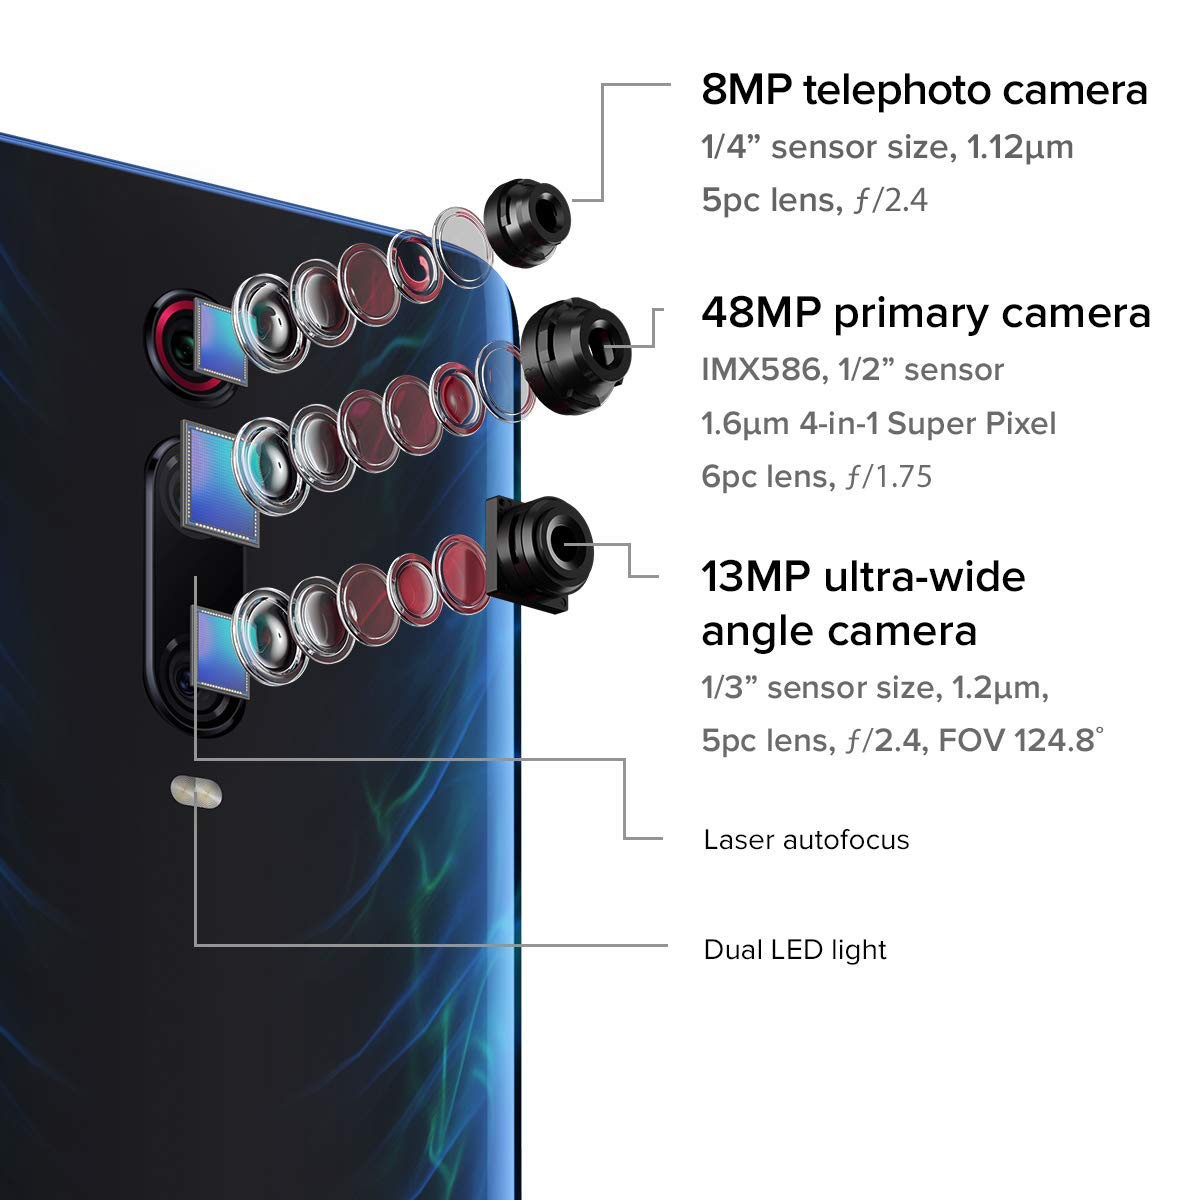 8MP telephoto camera
1/4” sensor size, 1.12μm
5pc lens, ƒ/2.4
48MP primary camera
IMX586, 1/2” sensor
1.6μm 4-in-1 Super Pixel
6pc lens, ƒ/1.75
13MP ultra-wide
angle camera
1/3” sensor size, 1.2μm,
5pc lens, ƒ/2.4, FOV 124.8°
Laser autofocus
Dual LED light